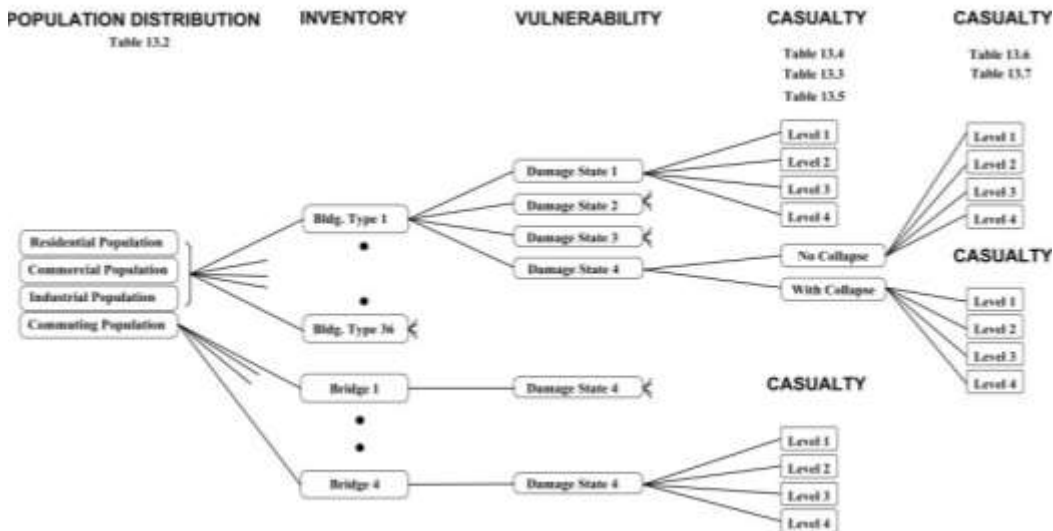 POPULATION DISTRIBUTION
Table 13.2
INVENTORY
VULNERABILITY
CASUALTY
Table 13.4
Table 13.3
Table 13.5
CASUALTY
Table 13.6
Table 13.7
Residential Population
Commercial Population
Industrial Population
Commuting Population
Bldg. Type 1
Bldg. Type 36
Bridge 1
Bridge 4
Damage State 1
Damage State 2
Damage State 3
Damage State 4
Damage State 4
Damage State 4
Level 1
Level 2
Level 3
Level 4
No Collapse
With Collapse
CASUALTY
Level 1
Level 2
Level 3
Level 4
Level 1
Level 2
Level 3
Level 4
CASUALTY
Level 1
Level 2
Level 3
Level 4